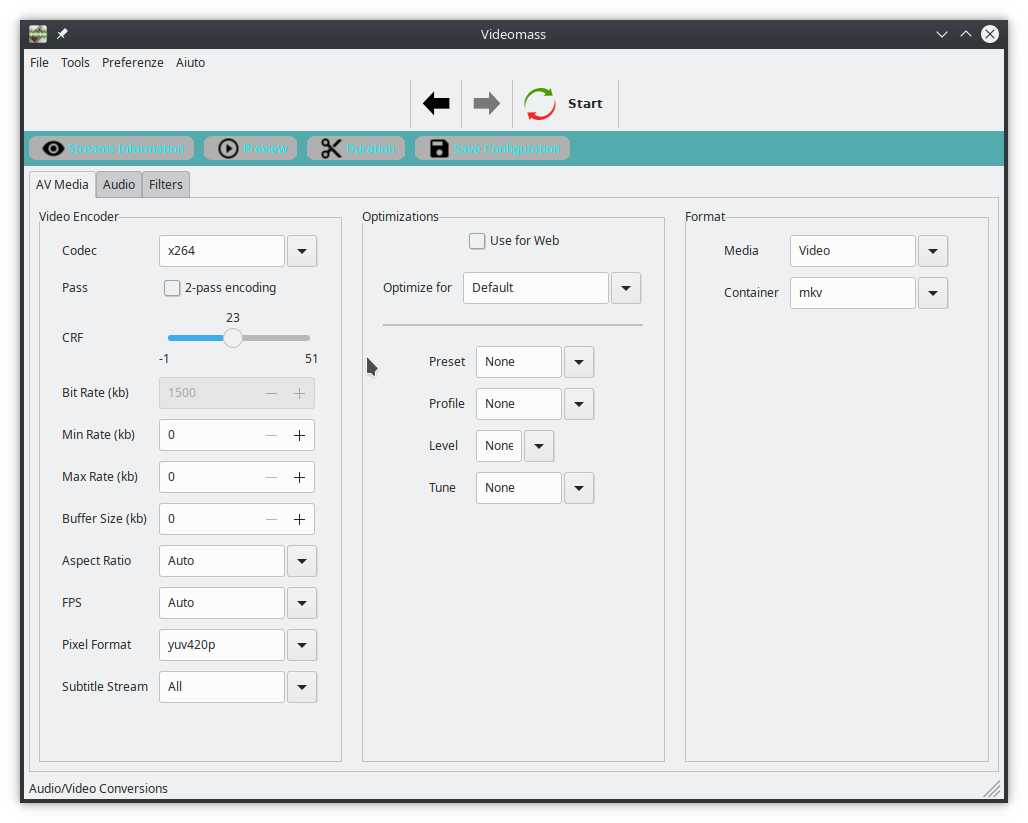 Videomass
File Tools Preferenze Aiuto
Start
Streams Information Preview Duration Save Configuration
AV Media Audio Filters
Video Encoder
Codec x264
Pass 2-pass encoding
CRF 23
-1 51
Bit Rate (kb) 1500
Min Rate (kb) 0
Max Rate (kb) 0
Buffer Size (kb) 0
Aspect Ratio Auto
FPS Auto
Pixel Format yuv420p
Subtitle Stream All
Optimizations
Use for Web
Optimize for Default
Preset None
Profile None
Level None
Tune None
Format
Media Video
Container mkv
Audio/Video Conversions